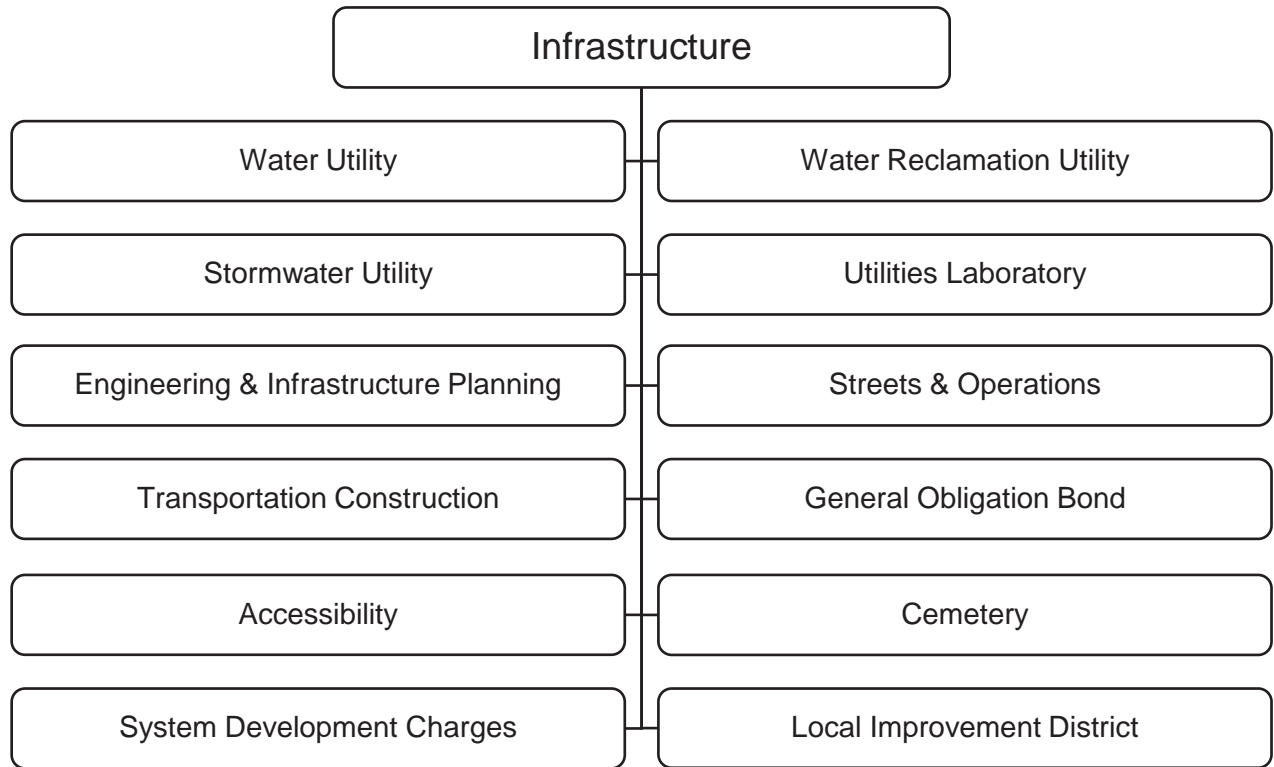 Infrastructure
Water Utility
Water Reclamation Utility
Stormwater Utility
Utilities Laboratory
Engineering & Infrastructure Planning
Streets & Operations
Transportation Construction
General Obligation Bond
Accessibility
Cemetery
System Development Charges
Local Improvement District